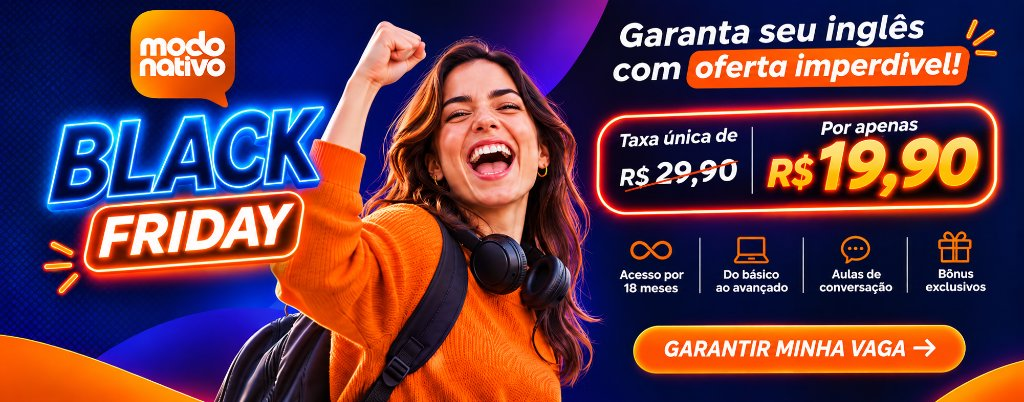 modo
nativo
BLACK
FRIDAY
Garanta seu inglês
com oferta imperdivel!
Taxa única de
R$ 29,90
Por apenas
R$ 19,90
Acesso por
18 meses
Do básico
ao avançado
Aulas de
conversação
Bônus
exclusivos
GARANTIR MINHA VAGA →